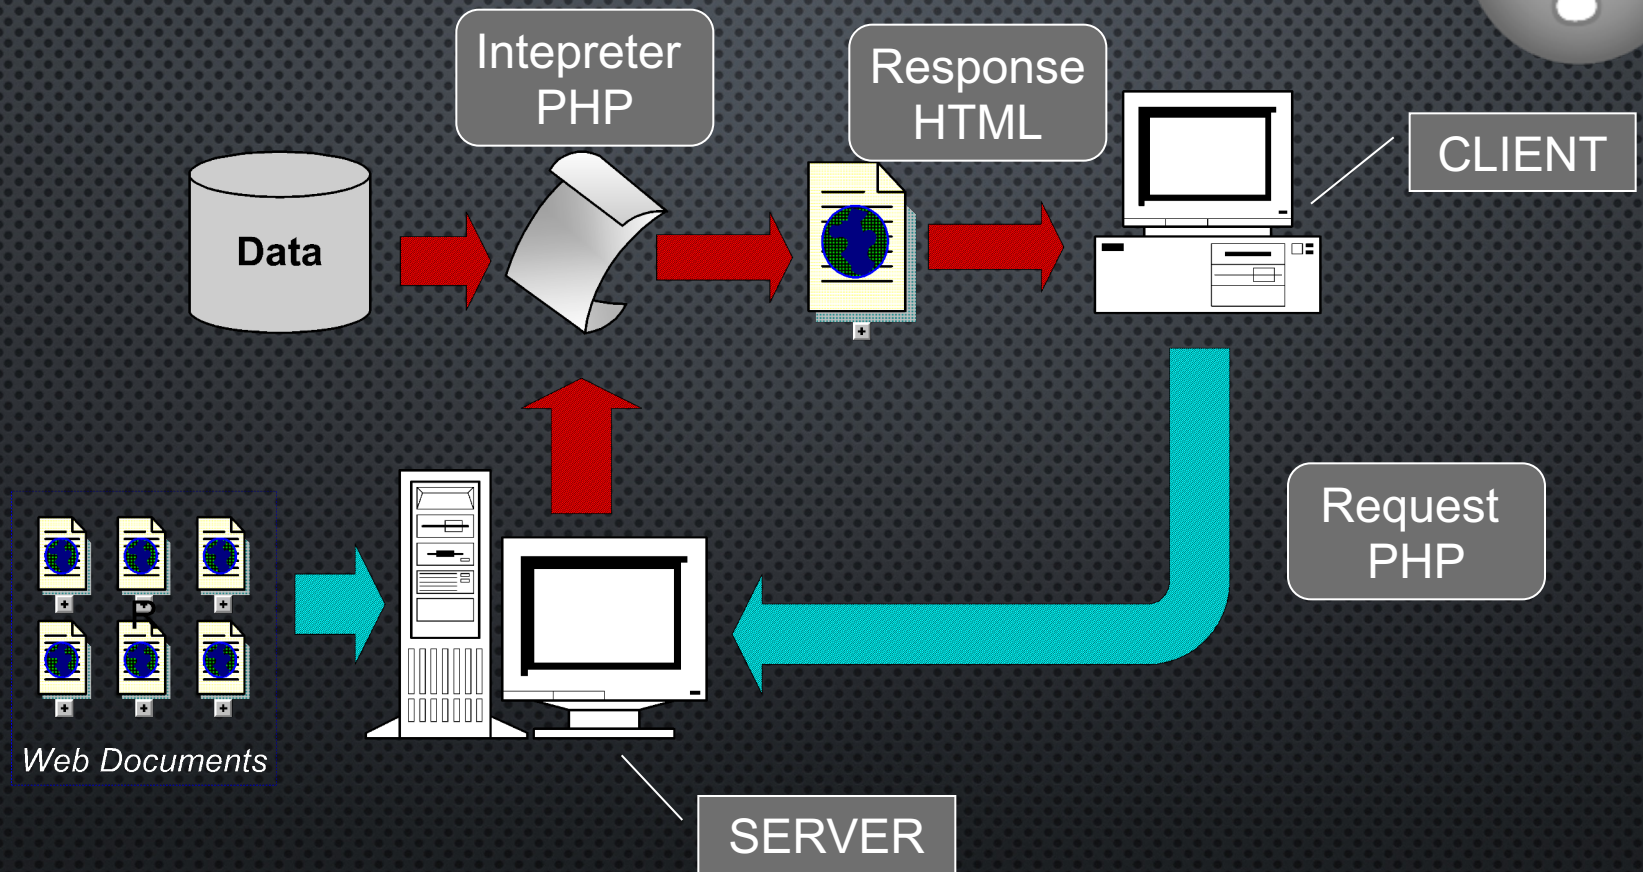 Intepreter
PHP
Response
HTML
CLIENT
Data
Request
PHP
Web Documents
SERVER